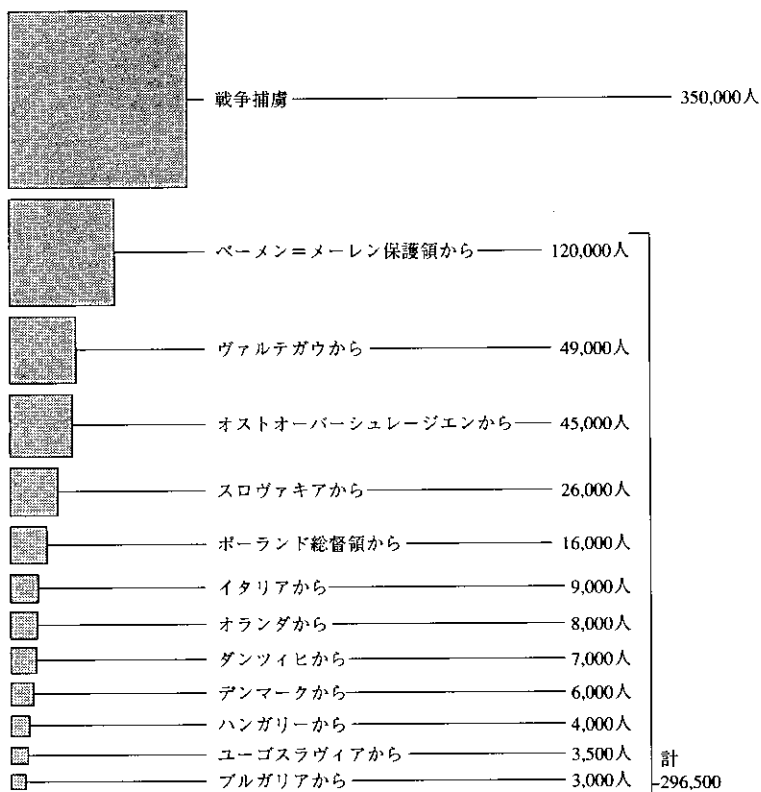 戦争捕虜 350,000人
ベーメン＝メーレン保護領から 120,000人
ヴァルテガウから 49,000人
オストオーバーシュレージエンから 45,000人
スロヴァキアから 26,000人
ポーランド総督領から 16,000人
イタリアから 9,000人
オランダから 8,000人
ダンツィヒから 7,000人
デンマークから 6,000人
ハンガリーから 4,000人
ユーゴスラヴィアから 3,500人
ブルガリアから 3,000人
計
296,500